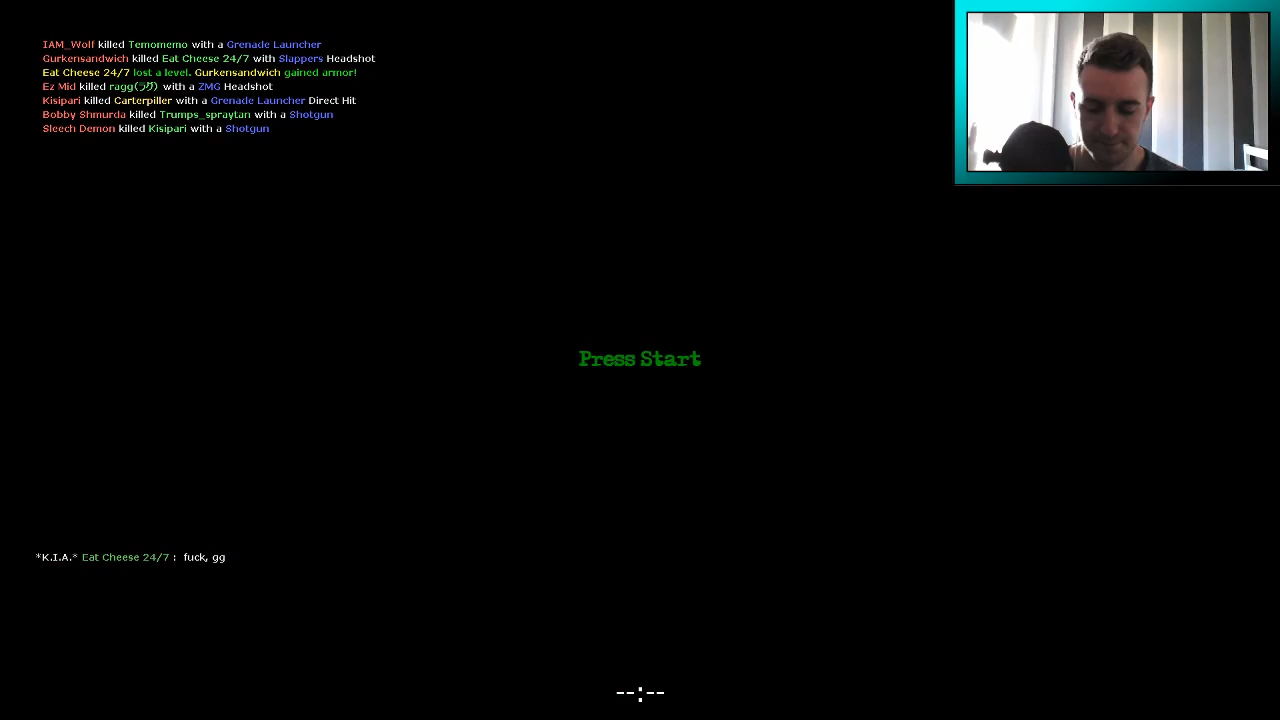 IAM_Wolf killed Temomemo with a Grenade Launcher
Gurkensandwich killed Eat Cheese 24/7 with Slappers Headshot
Eat Cheese 24/7 lost a level. Gurkensandwich gained armor!
Ez Mid killed ragg(ラグ) with a ZMG Headshot
Kisipari killed Carterpiller with a Grenade Launcher Direct Hit
Bobby Shmurda killed Trumps_spraytan with a Shotgun
Sleech Demon killed Kisipari with a Shotgun
Press Start
*K.I.A.* Eat Cheese 24/7 : fuck, gg
--:--